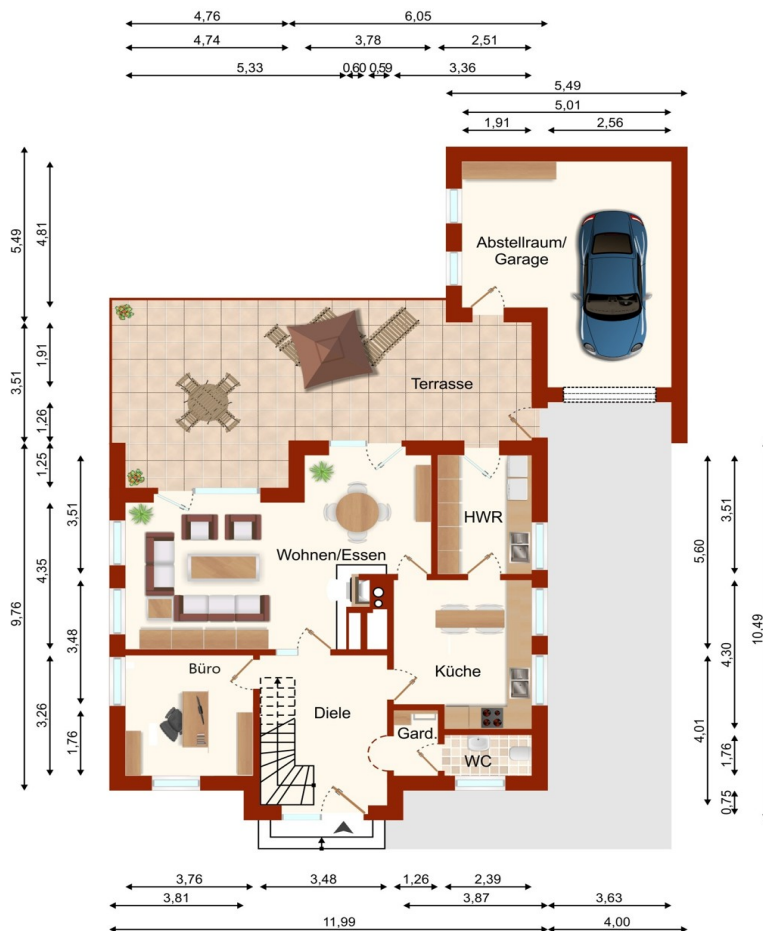 4,76 6,05
4,74 3,78 2,51
5,33 0,60 0,59 3,36
5,49
5,01
1,91 2,56
5,49
4,81
Abstellraum/
Garage
3,51
1,91
1,26
Terrasse
9,76
1,25
3,51
4,35
3,48
3,26
1,76
HWR
Wohnen/Essen
Küche
Büro
Diele
Gard.
WC
5,60
4,01
3,51
4,30
1,76
0,75
10.49
3,76 3,48 1,26 2,39
3,81 3,87 3,63
11,99 4,00